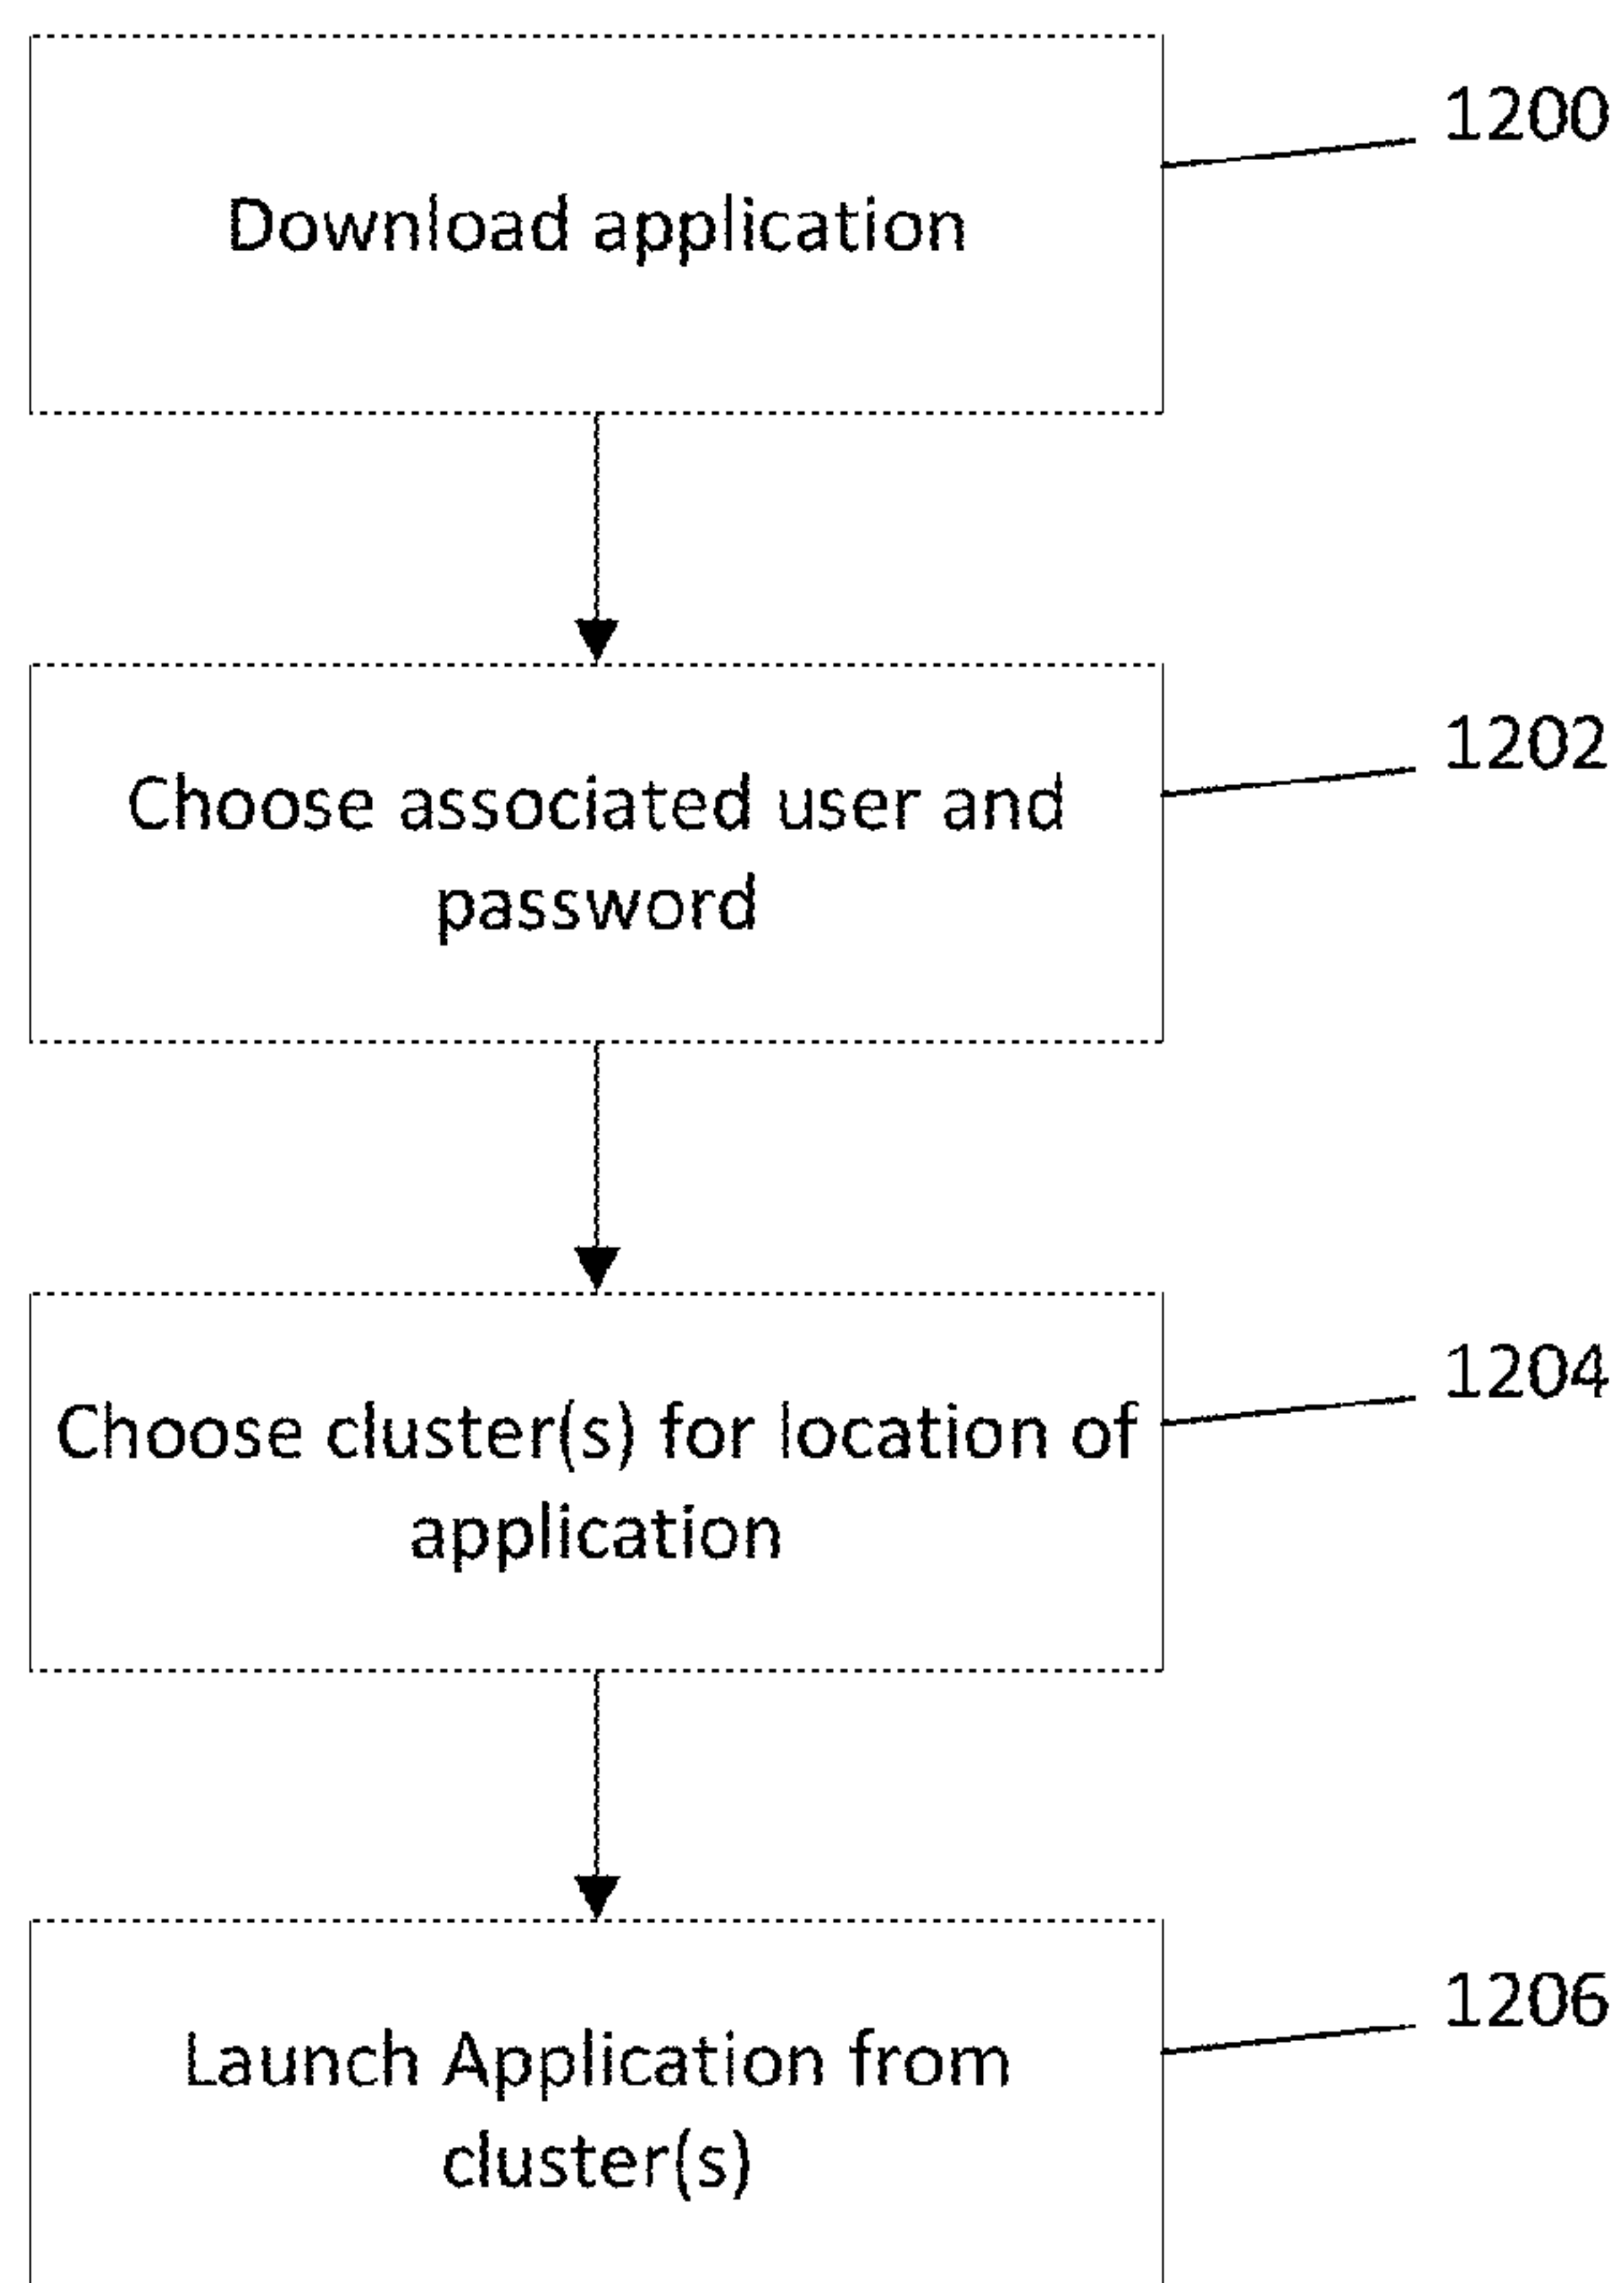 Download application
1200
Choose associated user and
password
1202
Choose cluster(s) for location of
application
1204
Launch Application from
cluster(s)
1206